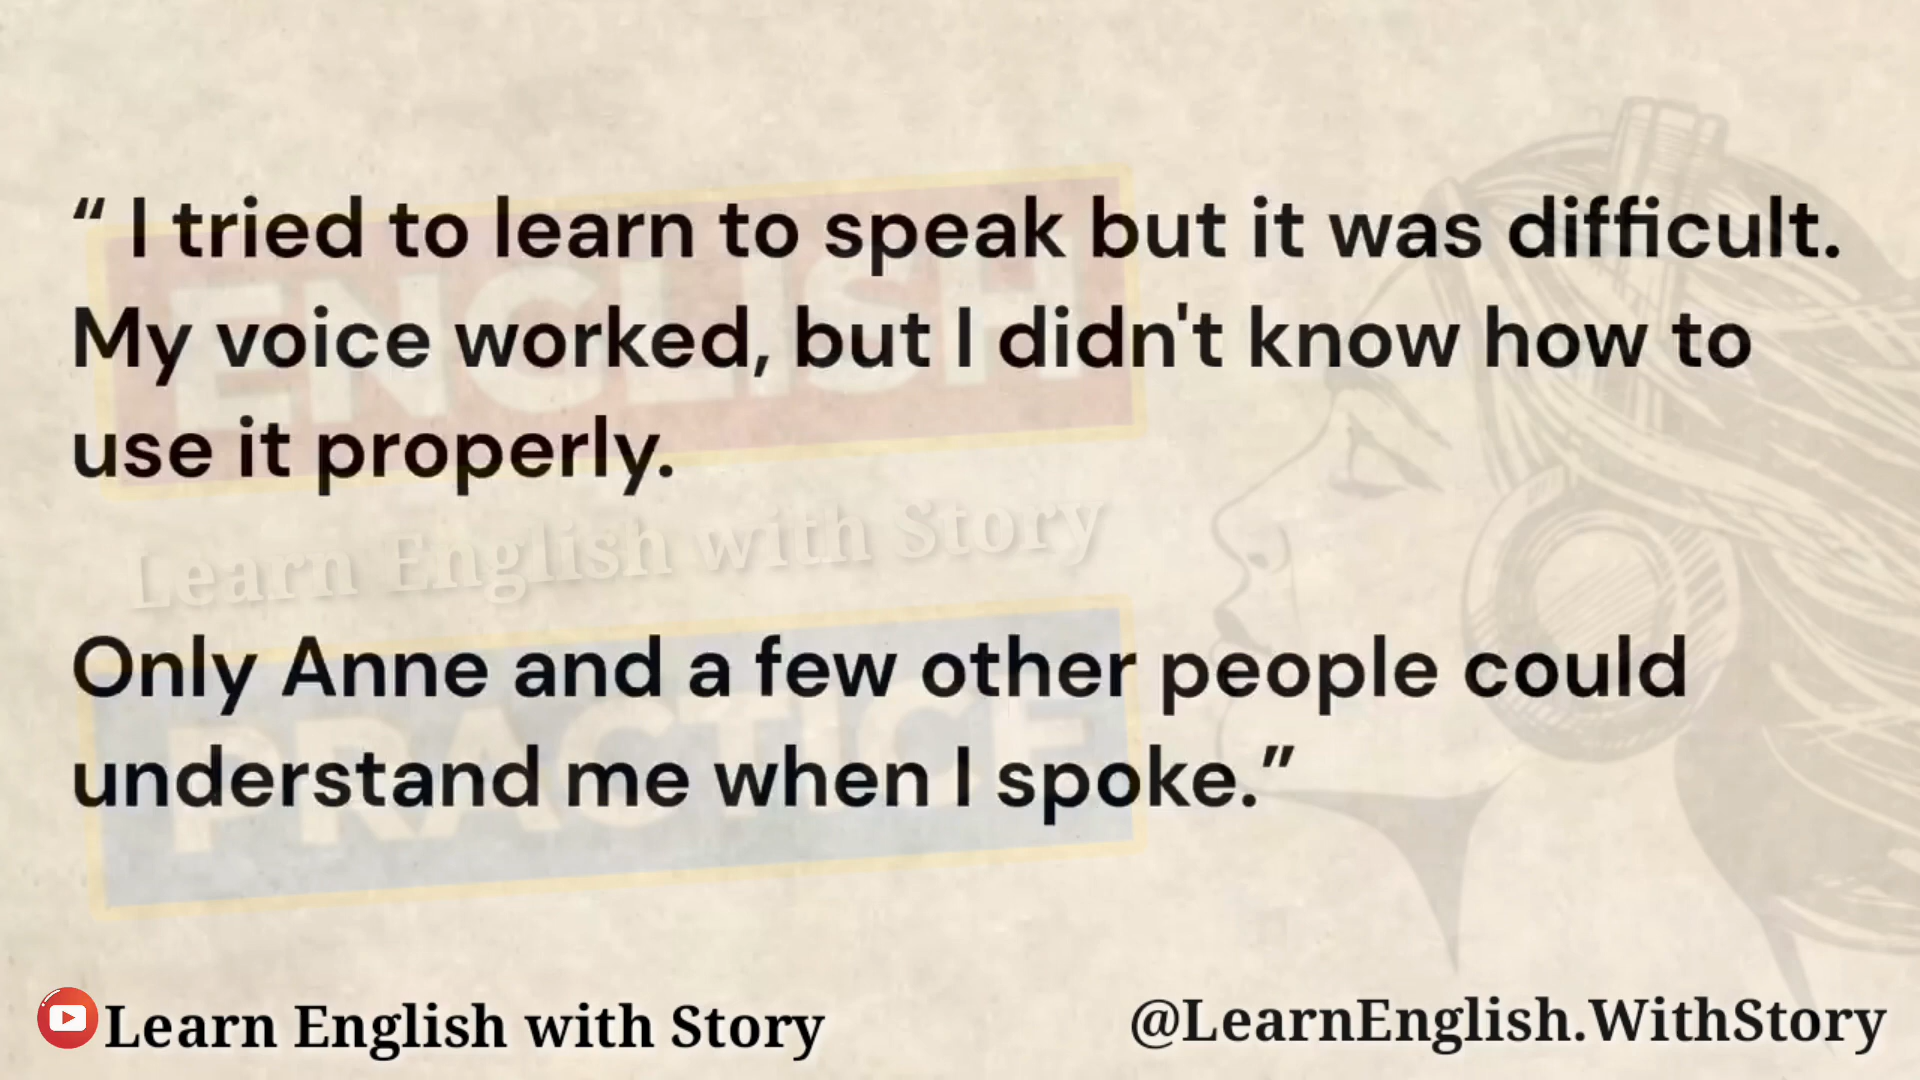 “ I tried to learn to speak but it was difficult.
My voice worked, but I didn't know how to
use it properly.
ENGLISH
Learn English with Story
Only Anne and a few other people could
understand me when I spoke.”
PRACTICE
Learn English with Story
@LearnEnglish.WithStory